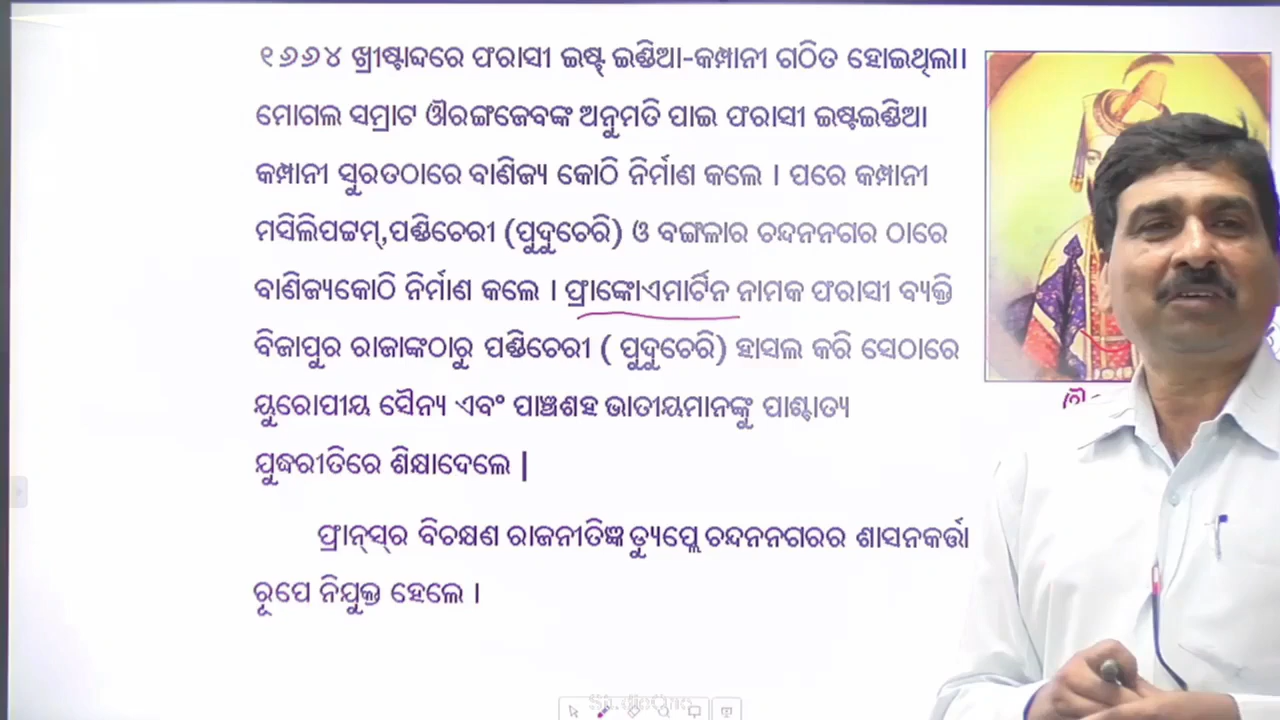 ୧୬୬୪ ଖ୍ରୀଷ୍ଟାବ୍ଦରେ ଫରାସୀ ଇଷ୍ଟ୍ ଇଣ୍ଡିଆ-କମ୍ପାନୀ ଗଠିତ ହୋଇଥିଲା।
ମୋଗଲ ସମ୍ରାଟ ଔରଙ୍ଗଜେବଙ୍କ ଅନୁମତି ପାଇ ଫରାସୀ ଇଷ୍ଟଇଣ୍ଡିଆ
କମ୍ପାନୀ ସୁରତଠାରେ ବାଣିଜ୍ୟ କୋଠି ନିର୍ମାଣ କଲେ । ପରେ କମ୍ପାନୀ
ମସିଲିପଟ୍ଟମ୍,ପଣ୍ଡିଚେରୀ (ପୁଦୁଚେରି) ଓ ବଙ୍ଗଳାର ଚନ୍ଦନନଗର ଠାରେ
ବାଣିଜ୍ୟକୋଠି ନିର୍ମାଣ କଲେ । ଫ୍ରାଙ୍କୋଏମାର୍ଟିନ ନାମକ ଫରାସୀ ବ୍ୟକ୍ତି
ବିଜାପୁର ରାଜାଙ୍କଠାରୁ ପଣ୍ଡିଚେରୀ ( ପୁଦୁଚେରି) ହାସଲ କରି ସେଠାରେ
ୟୁରୋପୀୟ ସୈନ୍ୟ ଏବଂ ପାଞ୍ଚଶହ ଭାତୀୟମାନଙ୍କୁ ପାଶ୍ଚାତ୍ୟ
ଯୁଦ୍ଧରୀତିରେ ଶିକ୍ଷାଦେଲେ |
ଫ୍ରାନ୍ସ୍‌ର ବିଚକ୍ଷଣ ରାଜନୀତିଜ୍ଞ ଡ୍ୟୁପ୍ଲେ ଚନ୍ଦନନଗରର ଶାସନକର୍ତ୍ତା
ରୂପେ ନିଯୁକ୍ତ ହେଲେ ।